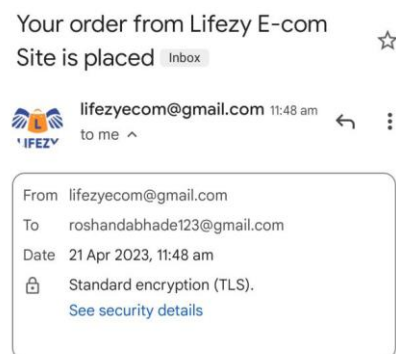 Your order from Lifezy E-com
Site is placed Inbox
lifezyecom@gmail.com 11:48 am
to me
L
LIFEZY
From lifezyecom@gmail.com
To roshandabhade123@gmail.com
Date 21 Apr 2023, 11:48 am
Standard encryption (TLS).
See security details